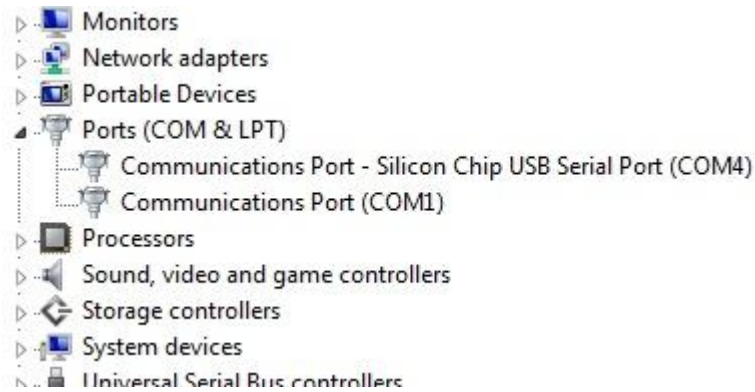 Monitors
Network adapters
Portable Devices
Ports (COM & LPT)
Communications Port - Silicon Chip USB Serial Port (COM4)
Communications Port (COM1)
Processors
Sound, video and game controllers
Storage controllers
System devices
Universal Serial Bus controllers